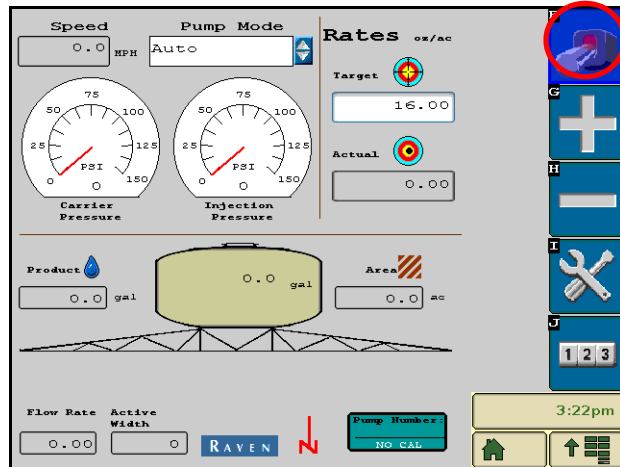 Speed
0.0 MPH
Pump Mode
Auto
Rates oz/ac
Target
16.00
Actual
0.00
75
50 100
25 125
PSI
0 0 150
Carrier
Pressure
75
50 100
25 125
PSI
0 0 150
Injection
Pressure
Product
0.0 gal
0.0 gal
Area
0.0 ac
Flow Rate
0.00
Active
Width
0
RAVEN
Pump Number:
NO CAL
G
H
I
J
1 2 3
3:22pm